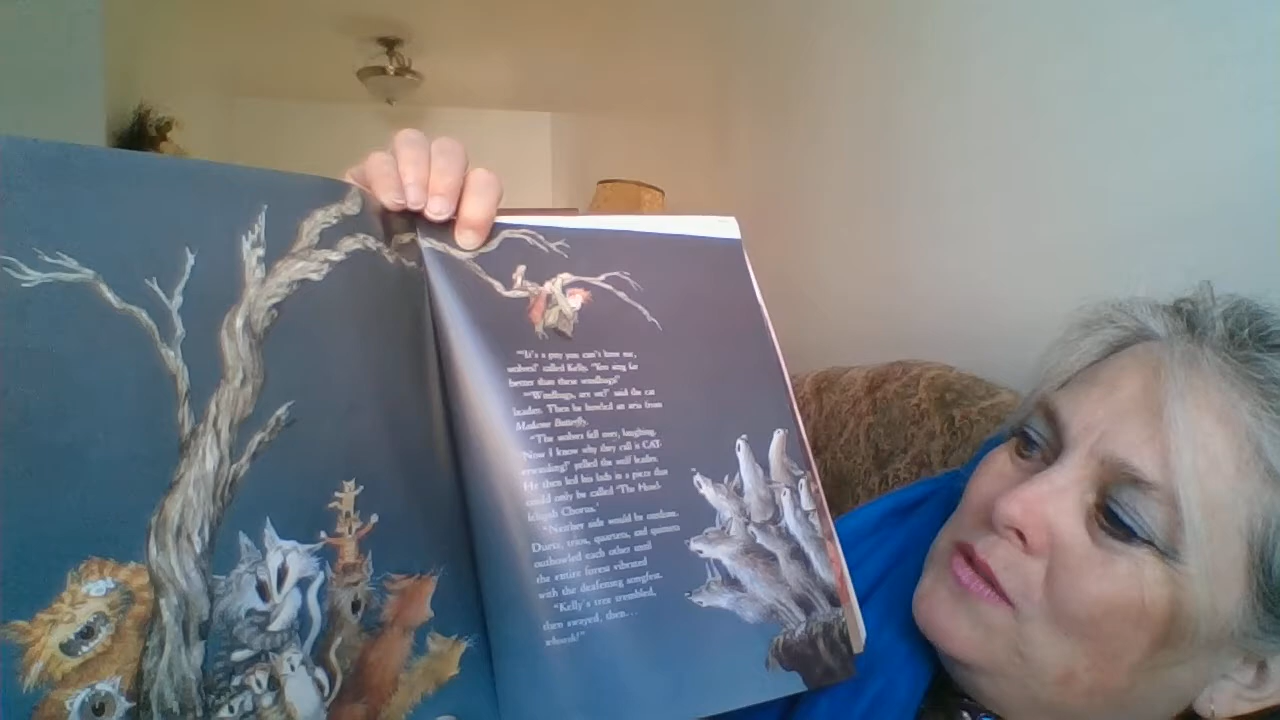 "'It's a pity you can't have me,
wolves!' called Kelly. 'You sing far
better than these windbags!'
"'Windbags, are we?' said the cat
leader. Then he howled an aria from
Madame Butterfly.
"The wolves fell over, laughing.
'Now I know why they call it CAT-
erwauling!' yelled the wolf leader.
He then led his lads in a piece that
could only be called 'The Howl-
lelujah Chorus.'
"Neither side would be outdone.
Duets, trios, quartets, and quintets
outhowled each other until
the entire forest vibrated
with the deafening songfest.
"Kelly's tree trembled,
then swayed, then...